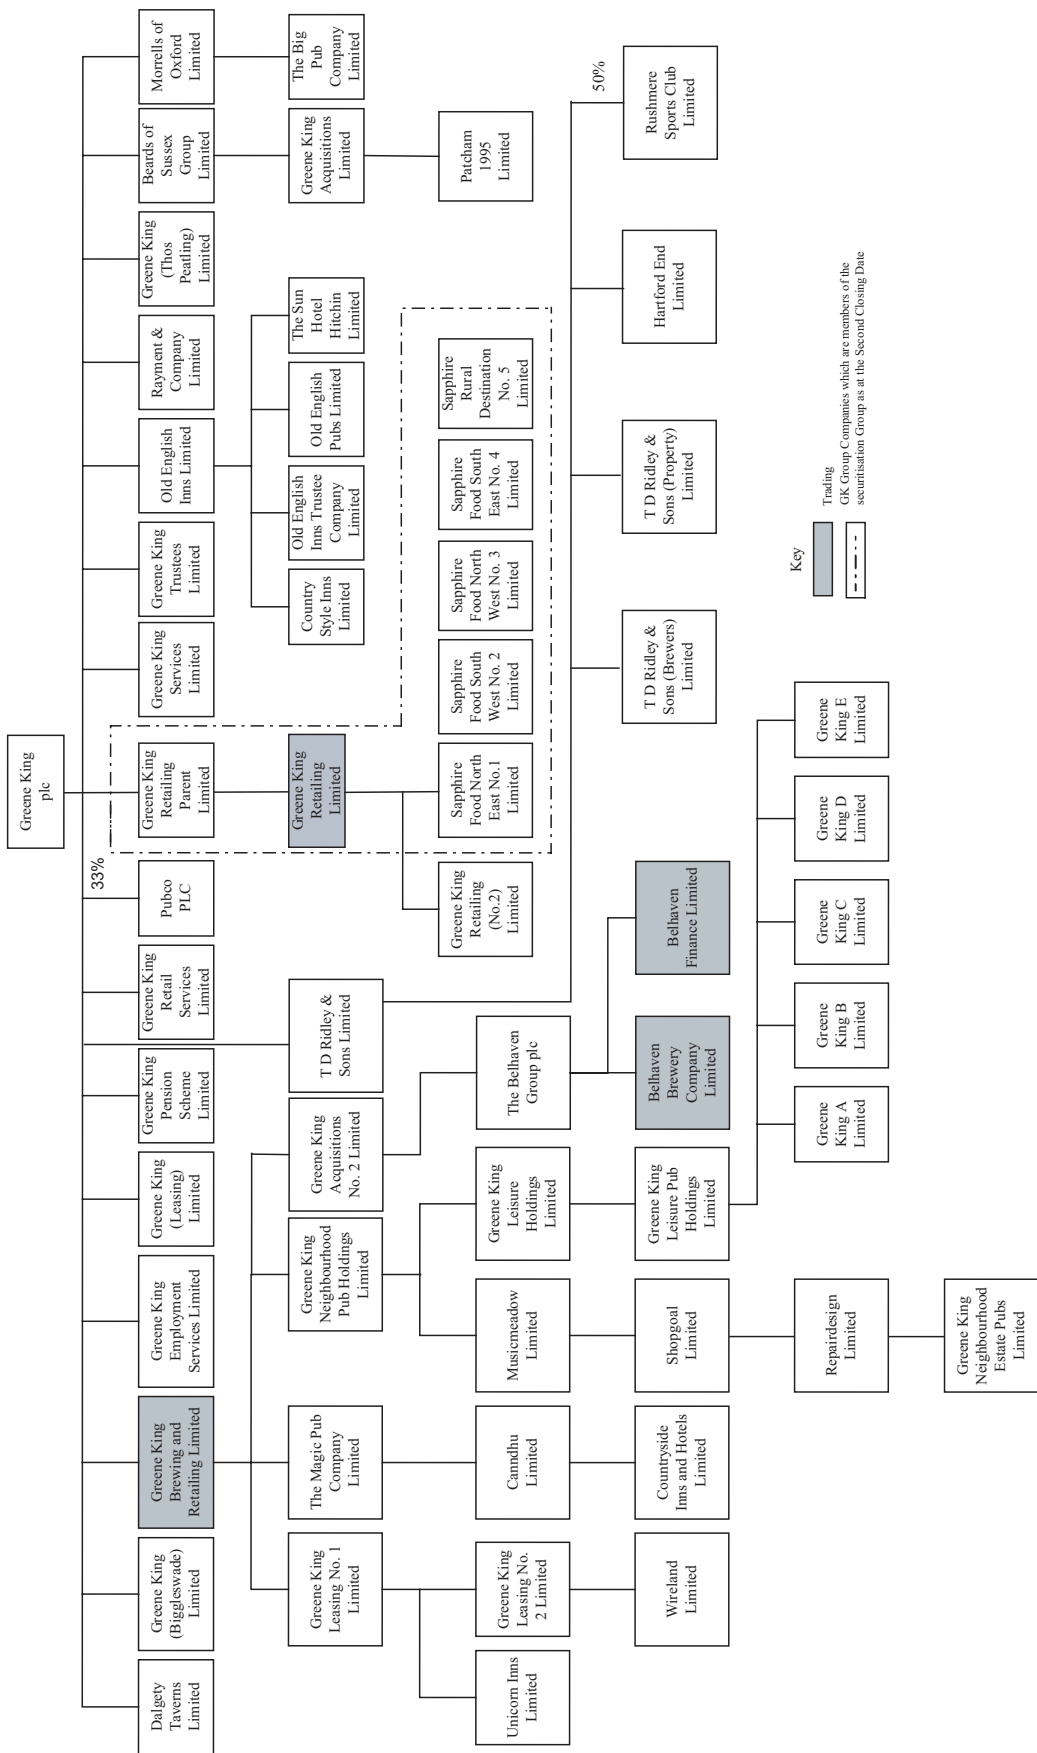 Greene King
plc
33%
Dalgety
Taverns
Limited
Greene King
(Biggleswade)
Limited
Greene King
Brewing and
Retailing Limited
Greene King
Employment
Services Limited
Greene King
(Leasing)
Limited
Greene King
Pension
Scheme
Limited
Greene King
Retail
Services
Limited
Pubco
PLC
Greene King
Retailing
Parent
Limited
Greene King
Services
Limited
Greene King
Trustees
Limited
Old English
Inns Limited
Rayment &
Company
Limited
Greene King
(Thos
Peatling)
Limited
Beards of
Sussex
Group
Limited
Morrells of
Oxford
Limited
Greene King
Leasing No. 1
Limited
The Magic Pub
Company
Limited
Greene King
Neighbourhood
Pub Holdings
Limited
Greene King
Acquisitions
No. 2 Limited
T D Ridley &
Sons Limited
Greene King
Retailing
Limited
Country
Style Inns
Limited
Old English
Inns Trustee
Company
Limited
Old English
Pubs Limited
The Sun
Hotel
Hitchin
Limited
Greene King
Acquisitions
Limited
The Big
Pub
Company
Limited
Greene King
Retailing
(No.2)
Limited
Sapphire
Food North
East No.1
Limited
Sapphire
Food South
West No. 2
Limited
Sapphire
Food North
West No. 3
Limited
Sapphire
Food South
East No. 4
Limited
Sapphire
Rural
Destination
No. 5
Limited
Patcham
1995
Limited
Unicorn Inns
Limited
Greene King
Leasing No.
2 Limited
Canndhu
Limited
Musicmeadow
Limited
Greene King
Leisure
Holdings
Limited
The Belhaven
Group plc
50%
Wireland
Limited
Countryside
Inns and Hotels
Limited
Shopgoal
Limited
Greene King
Leisure Pub
Holdings
Limited
Belhaven
Brewery
Company
Limited
Belhaven
Finance Limited
T D Ridley &
Sons (Brewers)
Limited
T D Ridley &
Sons (Property)
Limited
Hartford End
Limited
Rushmere
Sports Club
Limited
Repairdesign
Limited
Greene
King A
Limited
Greene
King B
Limited
Greene
King C
Limited
Greene
King D
Limited
Greene
King E
Limited
Greene King
Neighbourhood
Estate Pubs
Limited
Key
Trading
GK Group Companies which are members of the
securitisation Group as at the Second Closing Date